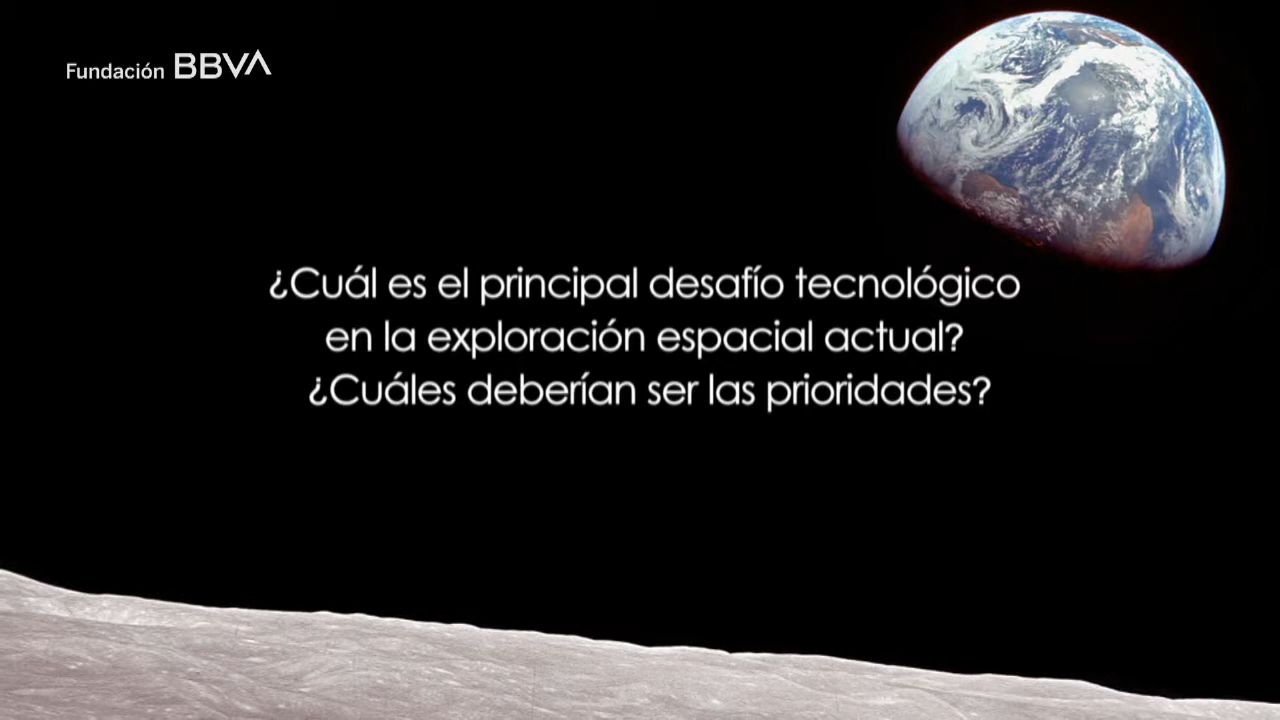 Fundación BBVA
¿Cuál es el principal desafío tecnológico
en la exploración espacial actual?
¿Cuáles deberían ser las prioridades?